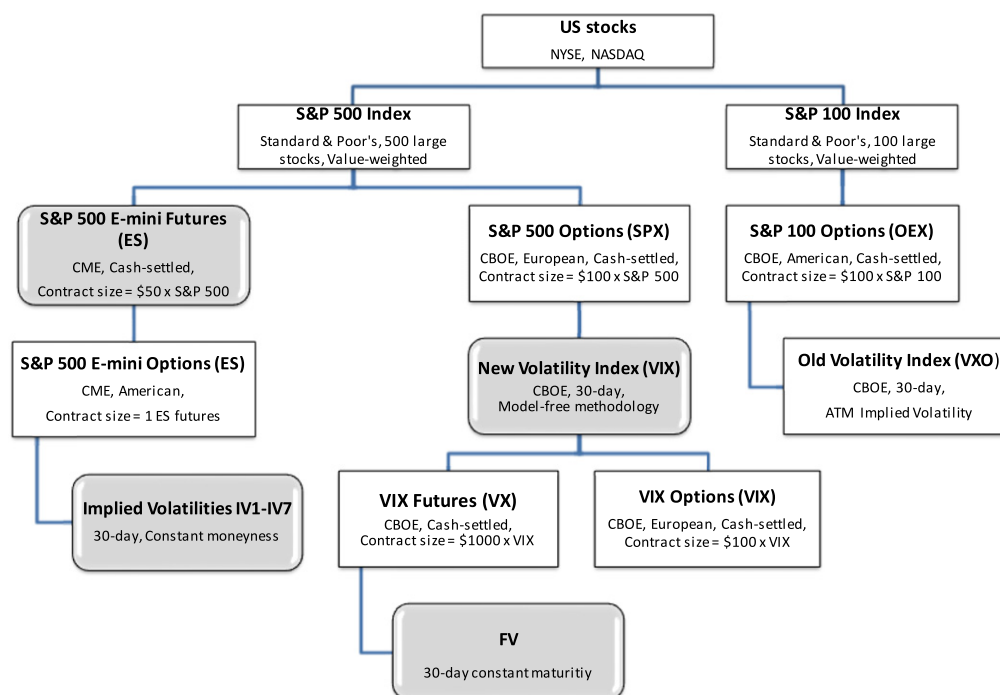 US stocks
NYSE, NASDAQ
S&P 500 Index
Standard & Poor's, 500 large
stocks, Value-weighted
S&P 100 Index
Standard & Poor's, 100 large
stocks, Value-weighted
S&P 500 E-mini Futures
(ES)
CME, Cash-settled,
Contract size = $50 x S&P 500
S&P 500 Options (SPX)
CBOE, European, Cash-settled,
Contract size = $100 x S&P 500
S&P 100 Options (OEX)
CBOE, American, Cash-settled,
Contract size = $100 x S&P 100
S&P 500 E-mini Options (ES)
CME, American,
Contract size = 1 ES futures
New Volatility Index (VIX)
CBOE, 30-day,
Model-free methodology
Old Volatility Index (VXO)
CBOE, 30-day,
ATM Implied Volatility
Implied Volatilities IV1-IV7
30-day, Constant moneyness
VIX Futures (VX)
CBOE, Cash-settled,
Contract size = $1000 x VIX
VIX Options (VIX)
CBOE, European, Cash-settled,
Contract size = $100 x VIX
FV
30-day constant maturitiy